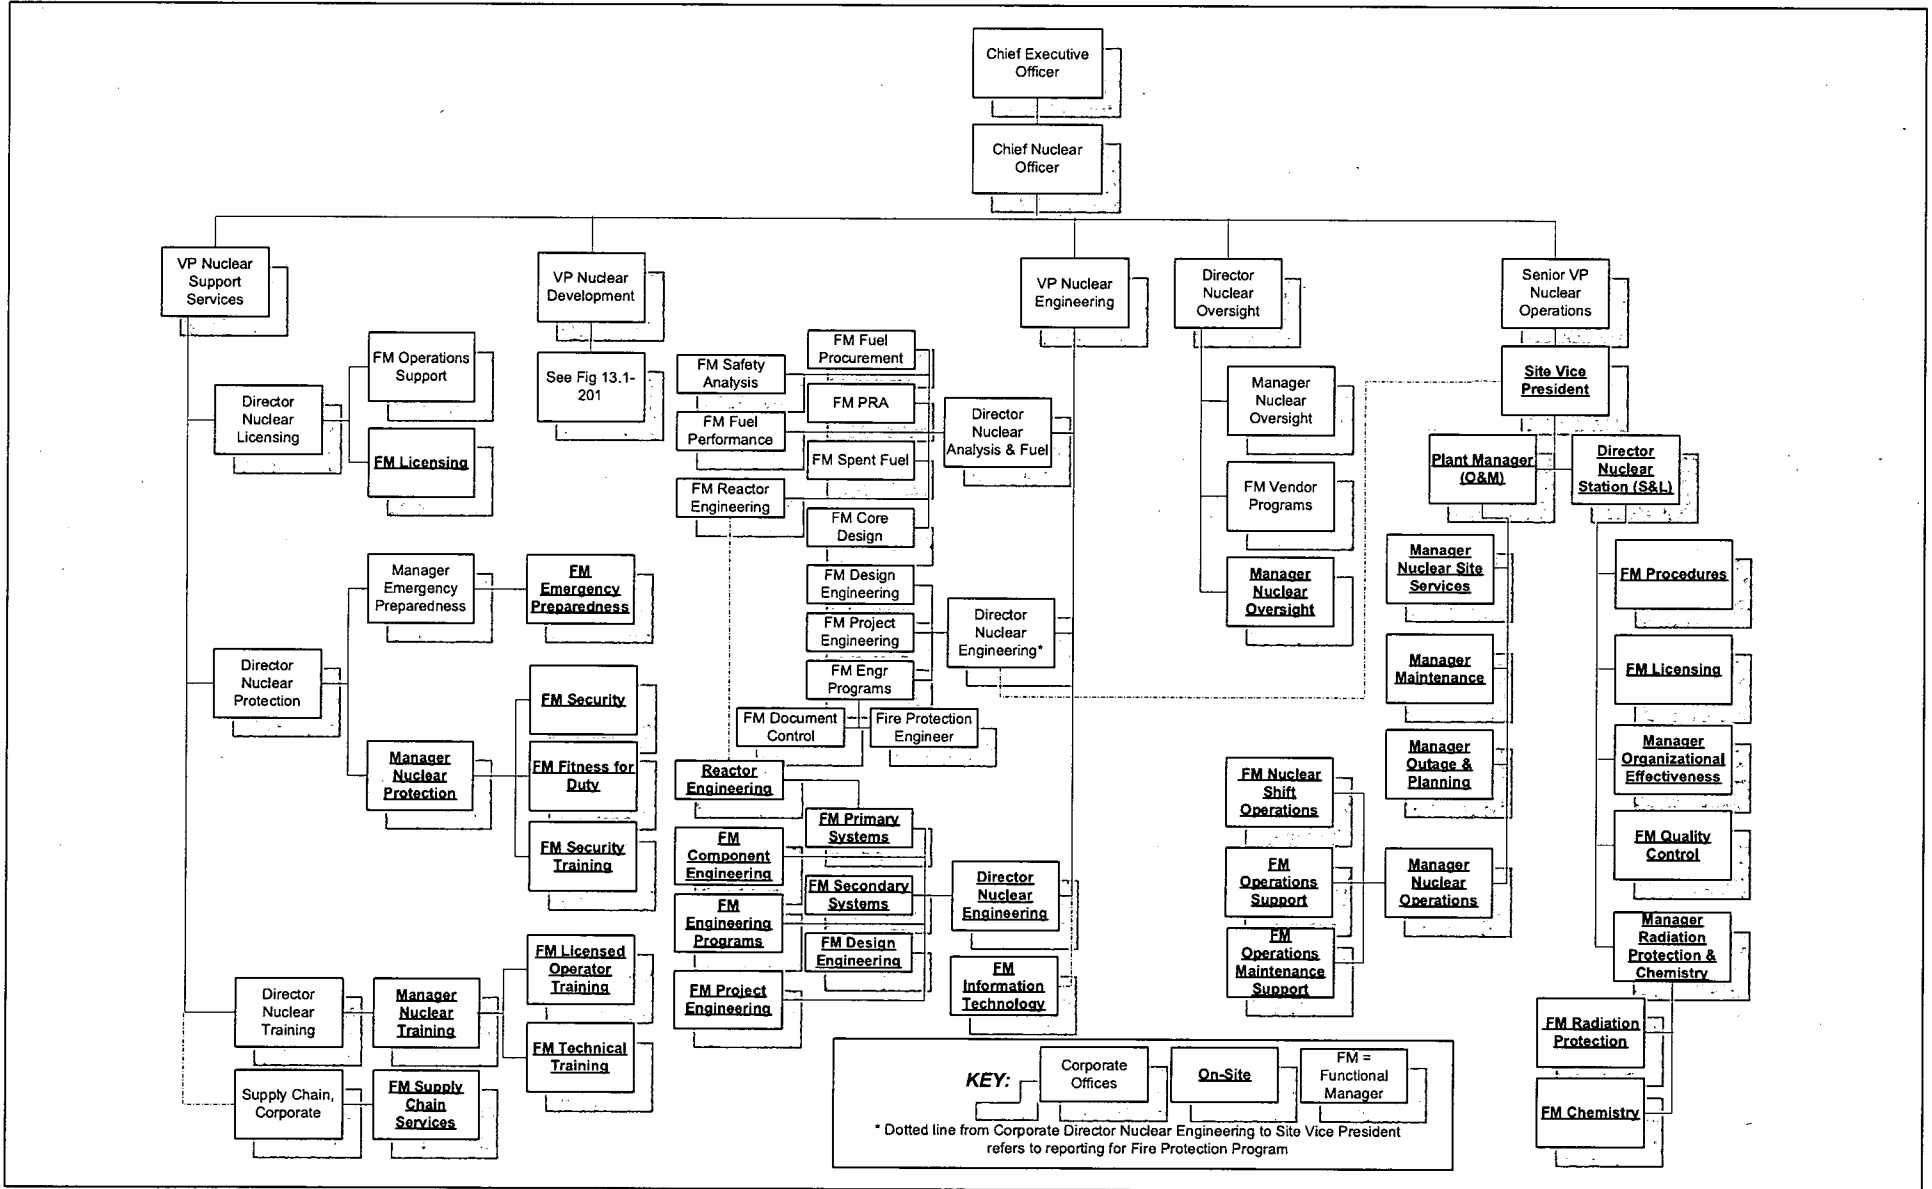 Chief Executive
Officer
Chief Nuclear
Officer
VP Nuclear
Support
Services
VP Nuclear
Development
VP Nuclear
Engineering
Director
Nuclear
Oversight
Senior VP
Nuclear
Operations
FM Operations
Support
Director
Nuclear
Licensing
FM Licensing
See Fig 13.1-
201
FM Fuel
Procurement
FM Safety
Analysis
FM PRA
FM Fuel
Performance
FM Spent Fuel
FM Reactor
Engineering
FM Core
Design
Director
Nuclear
Analysis & Fuel
FM Design
Engineering
FM Project
Engineering
FM Engr
Programs
Director
Nuclear
Engineering*
FM Document
Control
Fire Protection
Engineer
Manager
Nuclear
Oversight
FM Vendor
Programs
Manager
Nuclear
Oversight
Site Vice
President
Plant Manager
(O&M)
Director
Nuclear
Station (S&L)
Manager
Nuclear Site
Services
Manager
Maintenance
Manager
Outage &
Planning
FM Procedures
FM Licensing
Manager
Organizational
Effectiveness
FM Quality
Control
Manager
Radiation
Protection &
Chemistry
FM Radiation
Protection
FM Chemistry
FM Nuclear
Shift
Operations
FM
Operations
Support
FM
Operations
Maintenance
Support
Manager
Nuclear
Operations
Manager
Emergency
Preparedness
FM
Emergency
Preparedness
Director
Nuclear
Protection
FM Security
Manager
Nuclear
Protection
FM Fitness for
Duty
FM Security
Training
Reactor
Engineering
FM Primary
Systems
FM
Component
Engineering
FM Secondary
Systems
FM
Engineering
Programs
FM Design
Engineering
FM Project
Engineering
Director
Nuclear
Engineering
FM
Information
Technology
Director
Nuclear
Training
Manager
Nuclear
Training
FM Licensed
Operator
Training
FM Technical
Training
Supply Chain,
Corporate
FM Supply
Chain
Services
KEY:
Corporate
Offices
On-Site
FM =
Functional
Manager
* Dotted line from Corporate Director Nuclear Engineering to Site Vice President
refers to reporting for Fire Protection Program